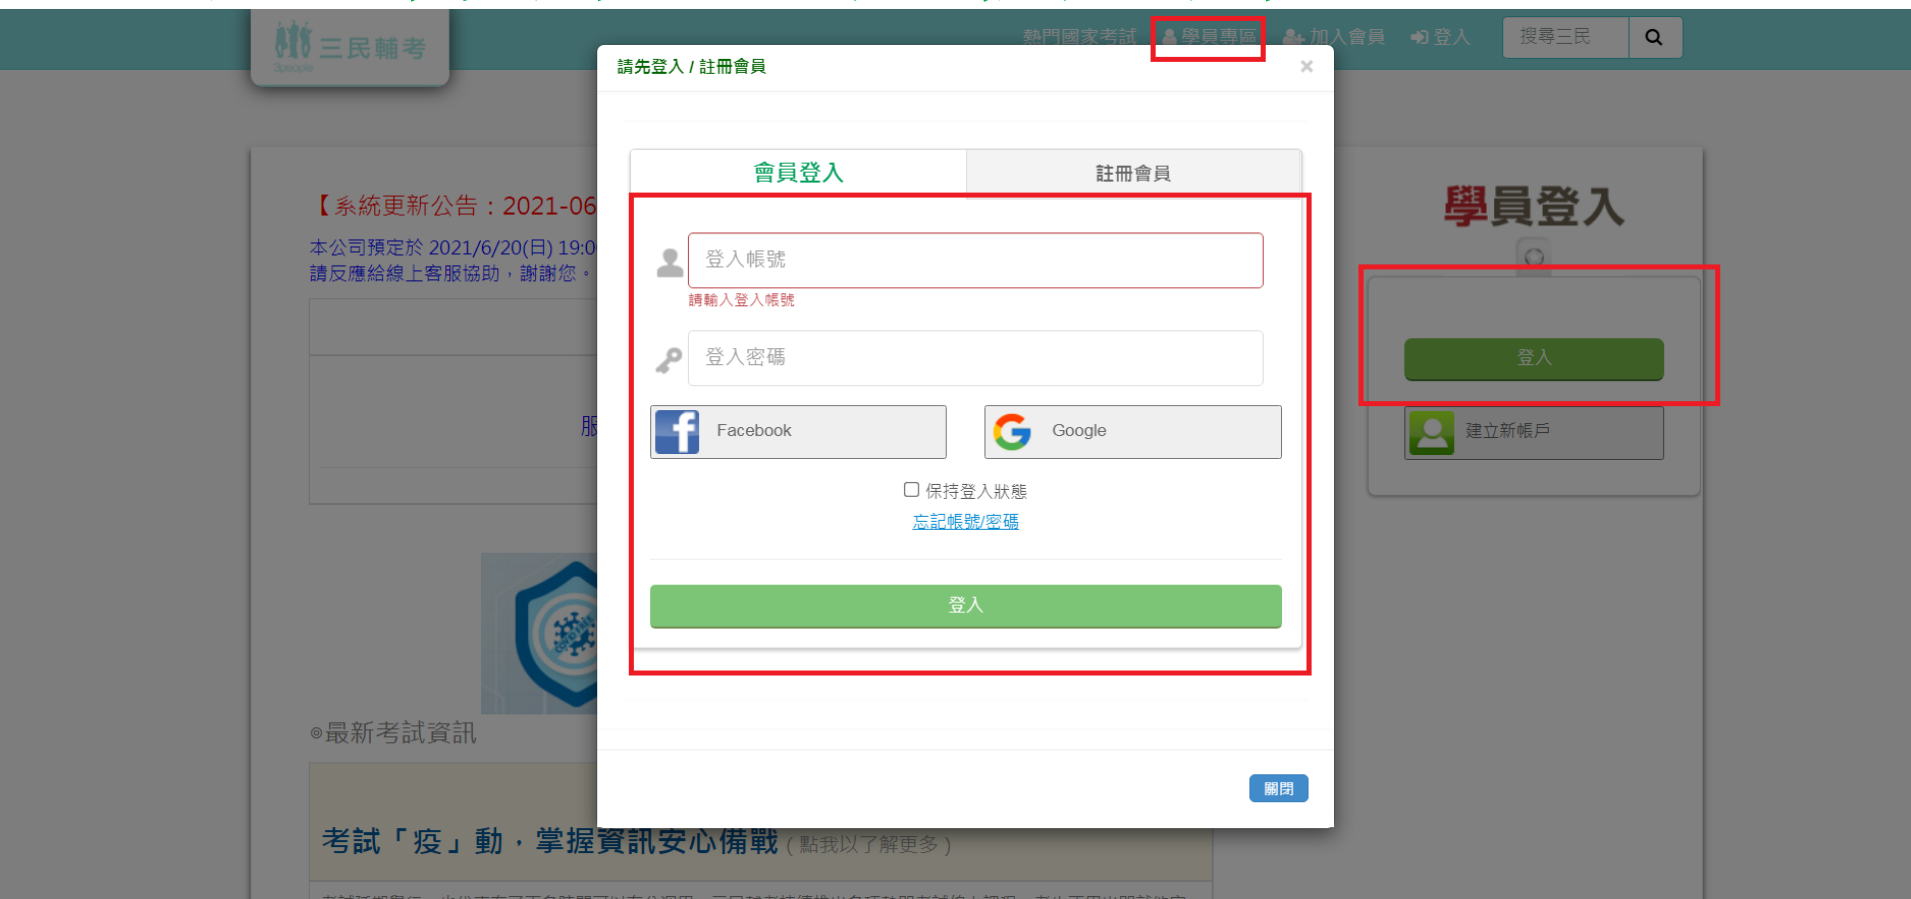 三民輔考
3people
熱門國家考試
學員專區
加入會員
登入
搜尋三民
請先登入 / 註冊會員
×
會員登入
註冊會員
【系統更新公告：2021-06
本公司預定於 2021/6/20(日) 19:0
請反應給線上客服協助，謝謝您。
登入帳號
請輸入登入帳號
登入密碼
Facebook
Google
服
保持登入狀態
忘記帳號/密碼
登入
學員登入
登入
建立新帳戶
◎最新考試資訊
關閉
考試「疫」動，掌握資訊安心備戰 ( 點我以了解更多 )